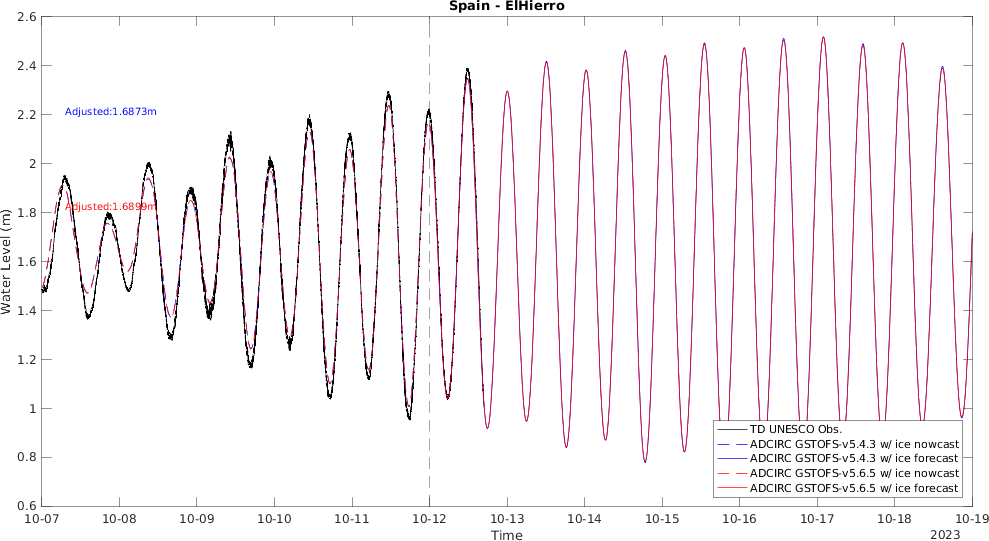 Spain - ElHierro
2.6
2.4
2.2
2
1.8
1.6
1.4
1.2
1
0.8
0.6
Water Level (m)
Adjusted:1.6873m
Adjusted:1.6899m
TD UNESCO Obs.
ADCIRC GSTOFS-v5.4.3 w/ ice nowcast
ADCIRC GSTOFS-v5.4.3 w/ ice forecast
ADCIRC GSTOFS-v5.6.5 w/ ice nowcast
ADCIRC GSTOFS-v5.6.5 w/ ice forecast
10-07 10-08 10-09 10-10 10-11 10-12 10-13 10-14 10-15 10-16 10-17 10-18 10-19
Time
2023